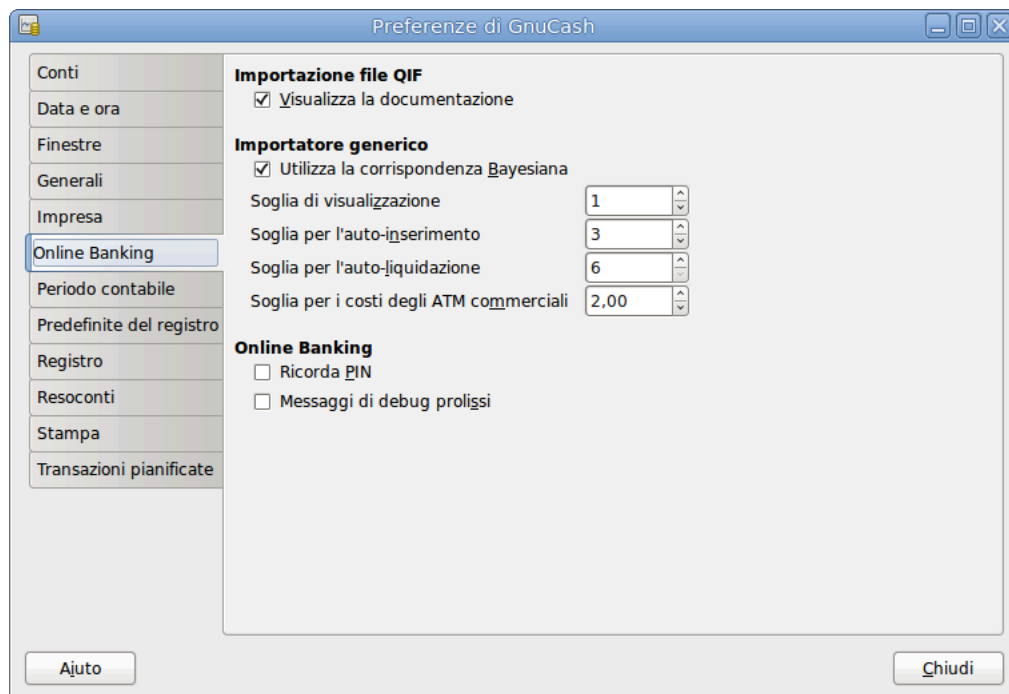 Preferenze di GnuCash
Conti
Data e ora
Finestre
Generali
Impresa
Online Banking
Periodo contabile
Predefinite del registro
Registro
Resoconti
Stampa
Transazioni pianificate
Importazione file QIF
Visualizza la documentazione
Importatore generico
Utilizza la corrispondenza Bayesiana
Soglia di visualizzazione 1
Soglia per l'auto-inserimento 3
Soglia per l'auto-liquidazione 6
Soglia per i costi degli ATM commerciali 2,00
Online Banking
Ricorda PIN
Messaggi di debug prolissi
Aiuto
Chiudi